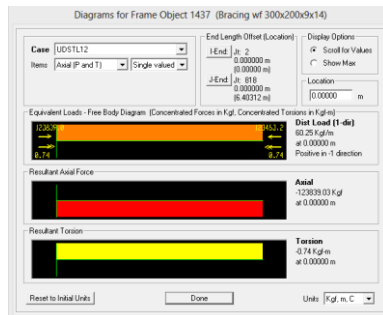 Diagrams for Frame Object 1437 (Bracing wf 300x200x9x14)
Case UDSTL12
Items Axial (P and T) Single valued
End Length Offset (Location)
I-End: Jt: 2
0.000000 m
(0.00000 m)
J-End: Jt: 818
0.000000 m
(6.40312 m)
Display Options
Scroll for Values
Show Max
Location
0.00000 m
Equivalent Loads - Free Body Diagram (Concentrated Forces in Kgf, Concentrated Torsions in Kgf-m)
0.74
0.74
Dist Load (1-dir)
60.25 Kgf/m
at 0.00000 m
Positive in -1 direction
Resultant Axial Force
Axial
-123839.03 Kgf
at 0.00000 m
Resultant Torsion
Torsion
-0.74 Kgf-m
at 0.00000 m
Reset to Initial Units
Done
Units Kgf, m, C